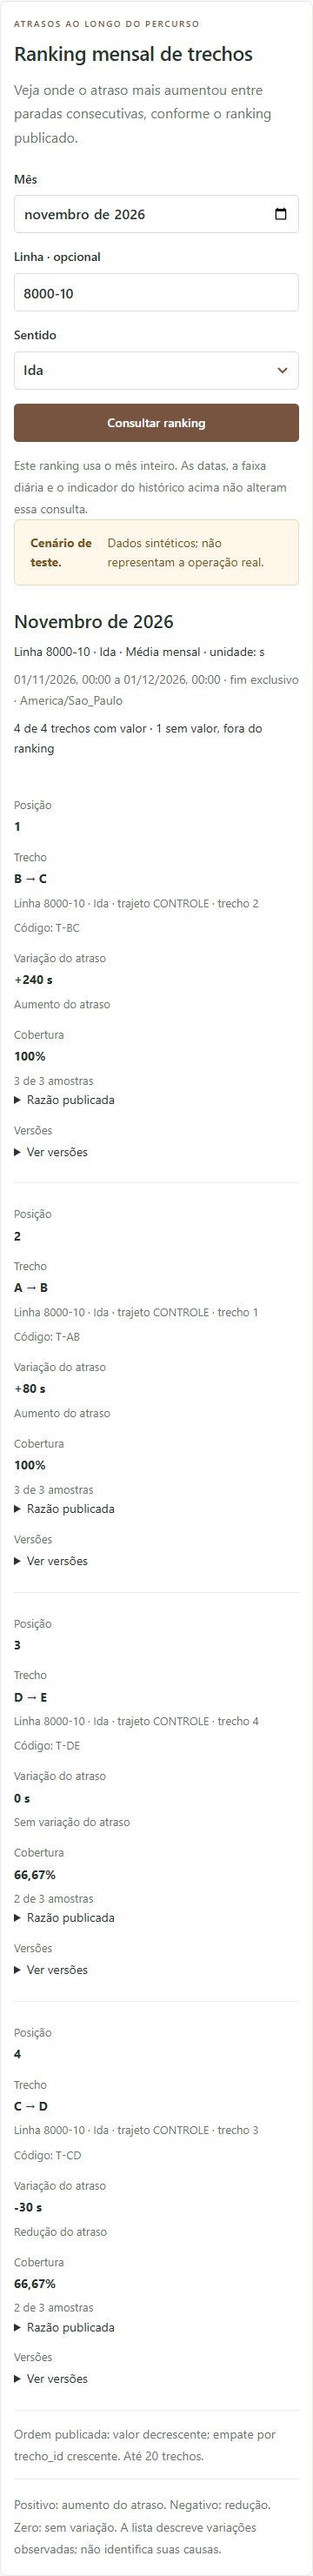 ATRASOS AO LONGO DO PERCURSO
Ranking mensal de trechos
Veja onde o atraso mais aumentou entre
paradas consecutivas, conforme o ranking
publicado.
Mês
novembro de 2026
Linha · opcional
8000-10
Sentido
Ida
Consultar ranking
Este ranking usa o mês inteiro. As datas, a faixa
diária e o indicador do histórico acima não alteram
essa consulta.
Cenário de teste. Dados sintéticos; não
representam a operação real.
Novembro de 2026
Linha 8000-10 · Ida · Média mensal · unidade: s
01/11/2026, 00:00 a 01/12/2026, 00:00 · fim exclusivo
· America/Sao_Paulo
4 de 4 trechos com valor · 1 sem valor, fora do
ranking
Posição
1
Trecho
B → C
Linha 8000-10 · Ida · trajeto CONTROLE · trecho 2
Código: T-BC
Variação do atraso
+240 s
Aumento do atraso
Cobertura
100%
3 de 3 amostras
▶ Razão publicada
Versões
▶ Ver versões
Posição
2
Trecho
A → B
Linha 8000-10 · Ida · trajeto CONTROLE · trecho 1
Código: T-AB
Variação do atraso
+80 s
Aumento do atraso
Cobertura
100%
3 de 3 amostras
▶ Razão publicada
Versões
▶ Ver versões
Posição
3
Trecho
D → E
Linha 8000-10 · Ida · trajeto CONTROLE · trecho 4
Código: T-DE
Variação do atraso
0 s
Sem variação do atraso
Cobertura
66,67%
2 de 3 amostras
▶ Razão publicada
Versões
▶ Ver versões
Posição
4
Trecho
C → D
Linha 8000-10 · Ida · trajeto CONTROLE · trecho 3
Código: T-CD
Variação do atraso
-30 s
Redução do atraso
Cobertura
66,67%
2 de 3 amostras
▶ Razão publicada
Versões
▶ Ver versões
Ordem publicada: valor decrescente; empate por
trecho_id crescente. Até 20 trechos.
Positivo: aumento do atraso. Negativo: redução.
Zero: sem variação. A lista descreve variações
observadas; não identifica suas causas.